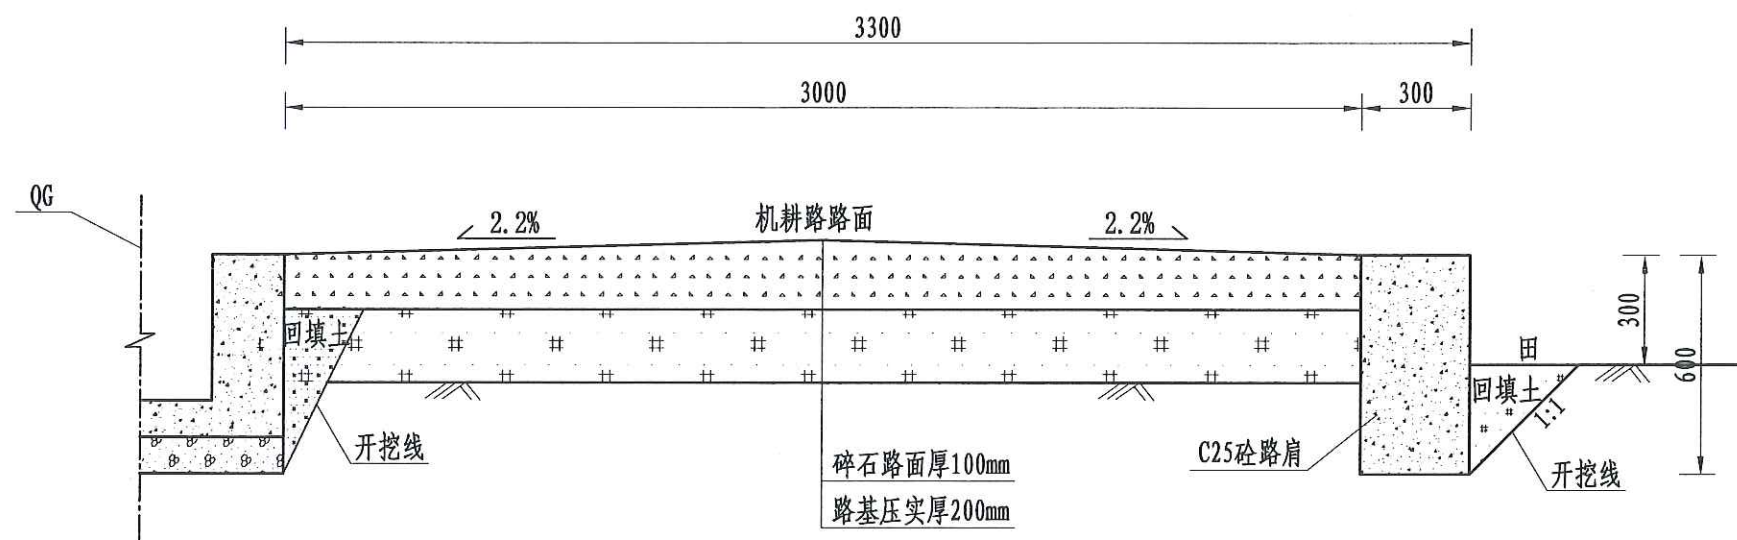 3300
3000
300
QG
2.2%
机耕路路面
2.2%
300
600
田
回填土
回填土
1:1
开挖线
C25砼路肩
开挖线
碎石路面厚100mm
路基压实厚200mm